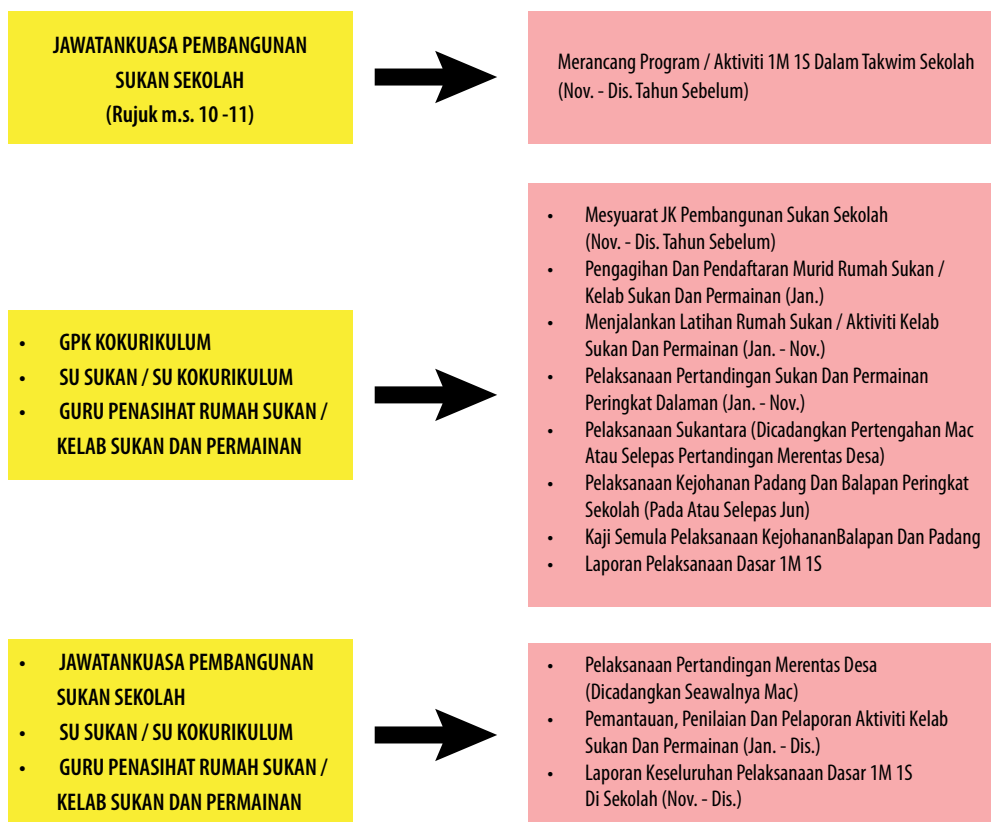 JAWATANKUASA PEMBANGUNAN
SUKAN SEKOLAH
(Rujuk m.s. 10 -11)
Merancang Program / Aktiviti 1M 1S Dalam Takwim Sekolah
(Nov. - Dis. Tahun Sebelum)
• GPK KOKURIKULUM
• SU SUKAN / SU KOKURIKULUM
• GURU PENASIHAT RUMAH SUKAN /
KELAB SUKAN DAN PERMAINAN
• Mesyuarat JK Pembangunan Sukan Sekolah
(Nov. - Dis. Tahun Sebelum)
• Pengagihan Dan Pendaftaran Murid Rumah Sukan /
Kelab Sukan Dan Permainan (Jan.)
• Menjalankan Latihan Rumah Sukan / Aktiviti Kelab
Sukan Dan Permainan (Jan. - Nov.)
• Pelaksanaan Pertandingan Sukan Dan Permainan
Peringkat Dalaman (Jan. - Nov.)
• Pelaksanaan Sukantara (Dicadangkan Pertengahan Mac
Atau Selepas Pertandingan Merentas Desa)
• Pelaksanaan Kejohanan Padang Dan Balapan Peringkat
Sekolah (Pada Atau Selepas Jun)
• Kaji Semula Pelaksanaan KejohananBalapan Dan Padang
• Laporan Pelaksanaan Dasar 1M 1S
• JAWATANKUASA PEMBANGUNAN
SUKAN SEKOLAH
• SU SUKAN / SU KOKURIKULUM
• GURU PENASIHAT RUMAH SUKAN /
KELAB SUKAN DAN PERMAINAN
• Pelaksanaan Pertandingan Merentas Desa
(Dicadangkan Seawalnya Mac)
• Pemantauan, Penilaian Dan Pelaporan Aktiviti Kelab
Sukan Dan Permainan (Jan. - Dis.)
• Laporan Keseluruhan Pelaksanaan Dasar 1M 1S
Di Sekolah (Nov. - Dis.)